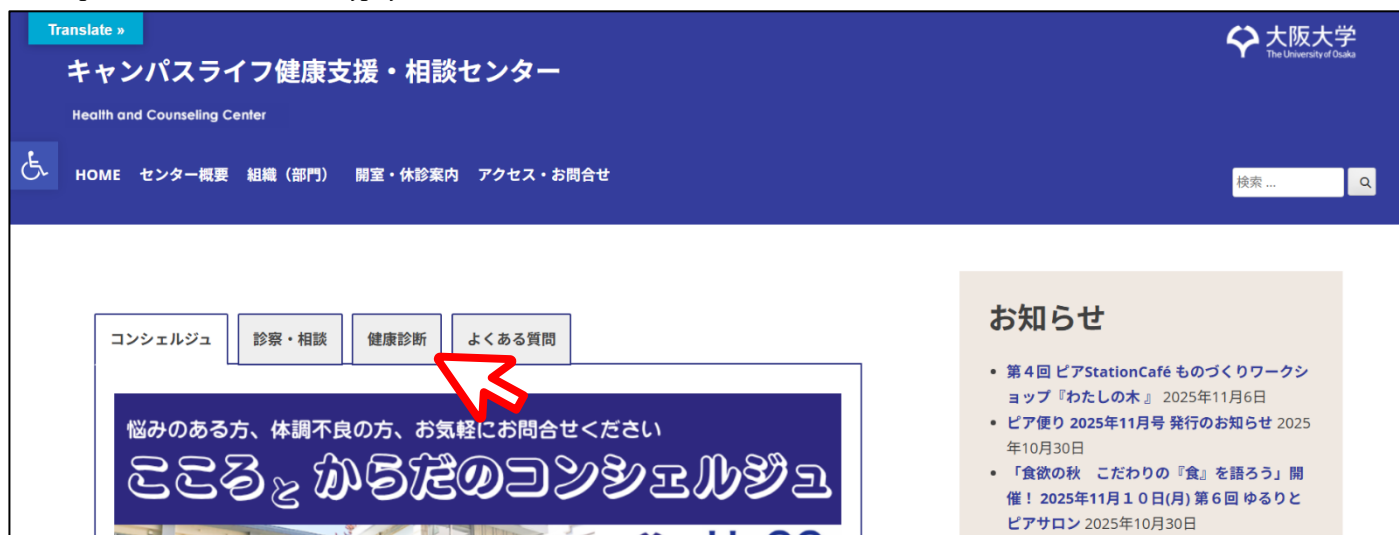 Translate »
大阪大学
The University of Osaka
キャンパスライフ健康支援・相談センター
Health and Counseling Center
HOME センター概要 組織（部門） 開室・休診案内 アクセス・お問合せ
検索 ...
コンシェルジュ 診察・相談 健康診断 よくある質問
悩みのある方、体調不良の方、お気軽にお問合せください
こころとからだのコンシェルジュ
お知らせ
第４回 ピアStationCafé ものづくりワークシ
ョップ『わたしの木 』 2025年11月6日
ピア便り 2025年11月号 発行のお知らせ 2025
年10月30日
「食欲の秋　こだわりの『食』を語ろう」開
催！ 2025年11月１０日(月) 第６回 ゆるりと
ピアサロン 2025年10月30日